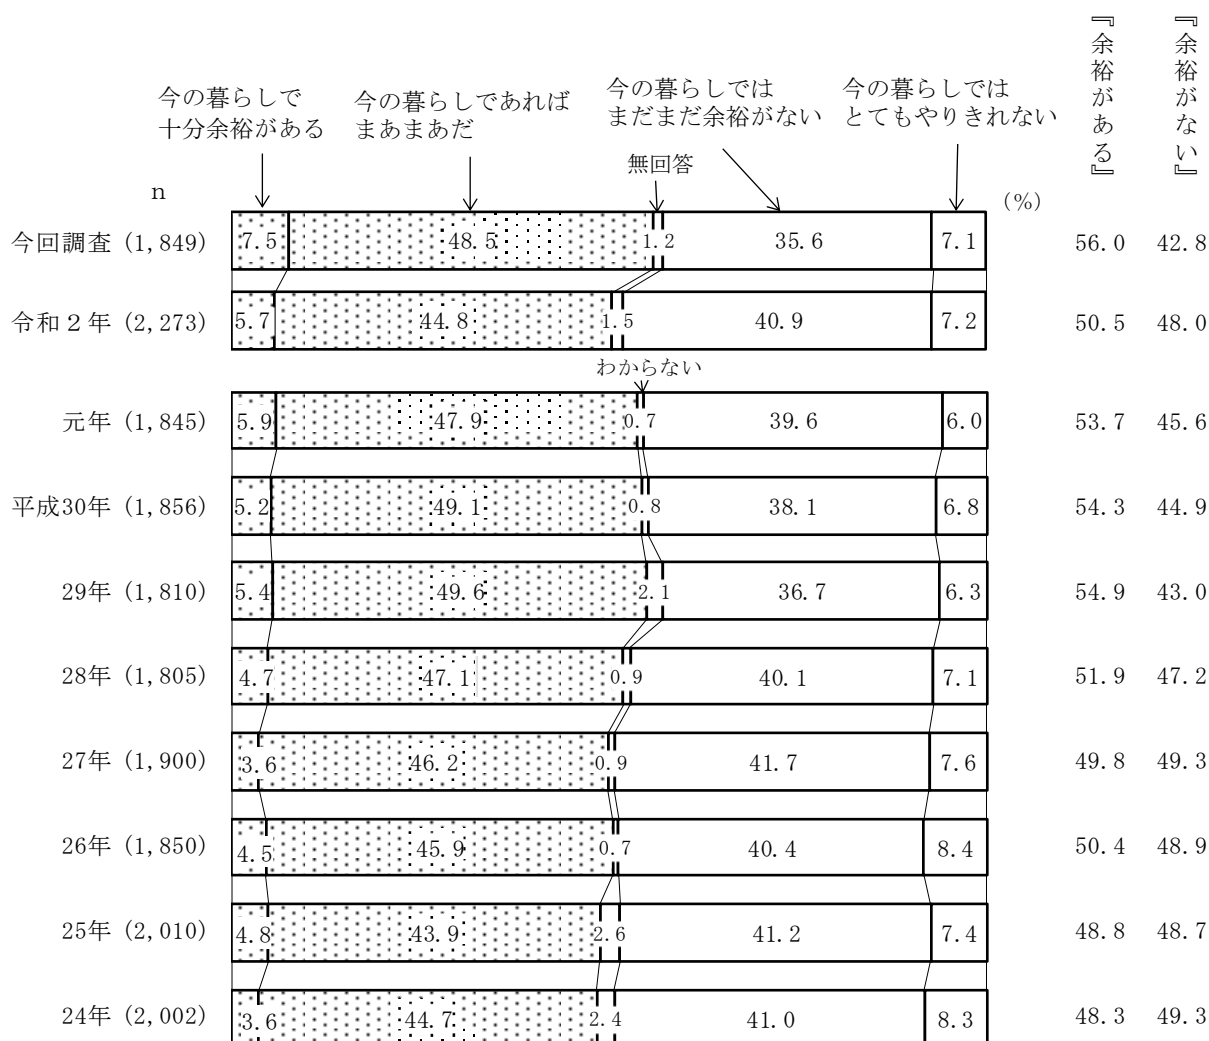 『余裕がある』
『余裕がない』
今の暮らしで
十分余裕がある
今の暮らしであれば
まあまあだ
無回答
今の暮らしでは
まだまだ余裕がない
今の暮らしでは
とてもやりきれない
n
(%)
今回調査 (1,849) 7.5 48.5 1.2 35.6 7.1 56.0 42.8
令和２年 (2,273) 5.7 44.8 1.5 40.9 7.2 50.5 48.0
わからない
元年 (1,845) 5.9 47.9 0.7 39.6 6.0 53.7 45.6
平成30年 (1,856) 5.2 49.1 0.8 38.1 6.8 54.3 44.9
29年 (1,810) 5.4 49.6 2.1 36.7 6.3 54.9 43.0
28年 (1,805) 4.7 47.1 0.9 40.1 7.1 51.9 47.2
27年 (1,900) 3.6 46.2 0.9 41.7 7.6 49.8 49.3
26年 (1,850) 4.5 45.9 0.7 40.4 8.4 50.4 48.9
25年 (2,010) 4.8 43.9 2.6 41.2 7.4 48.8 48.7
24年 (2,002) 3.6 44.7 2.4 41.0 8.3 48.3 49.3